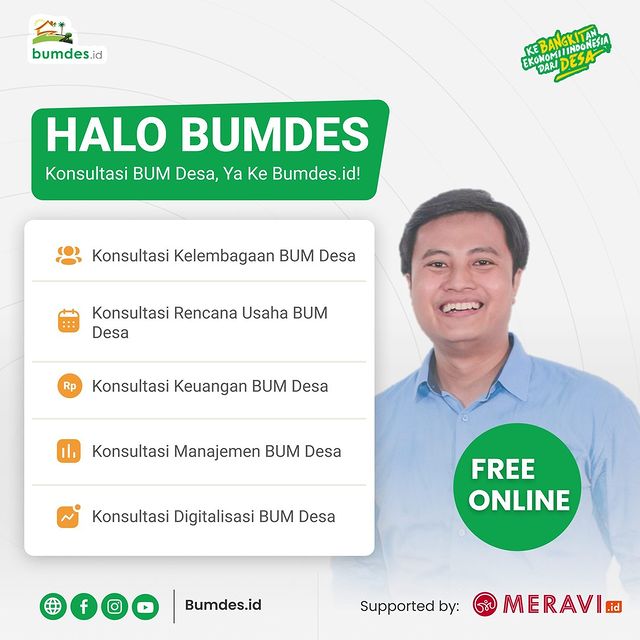 bumdes.id
KE BANGKITAN
EKONOMI INDONESIA
DARI DESA
HALO BUMDES
Konsultasi BUM Desa, Ya Ke Bumdes.id!
Konsultasi Kelembagaan BUM Desa
Konsultasi Rencana Usaha BUM
Desa
Rp
Konsultasi Keuangan BUM Desa
Konsultasi Manajemen BUM Desa
Konsultasi Digitalisasi BUM Desa
FREE
ONLINE
Bumdes.id
Supported by:
MERAVI.id